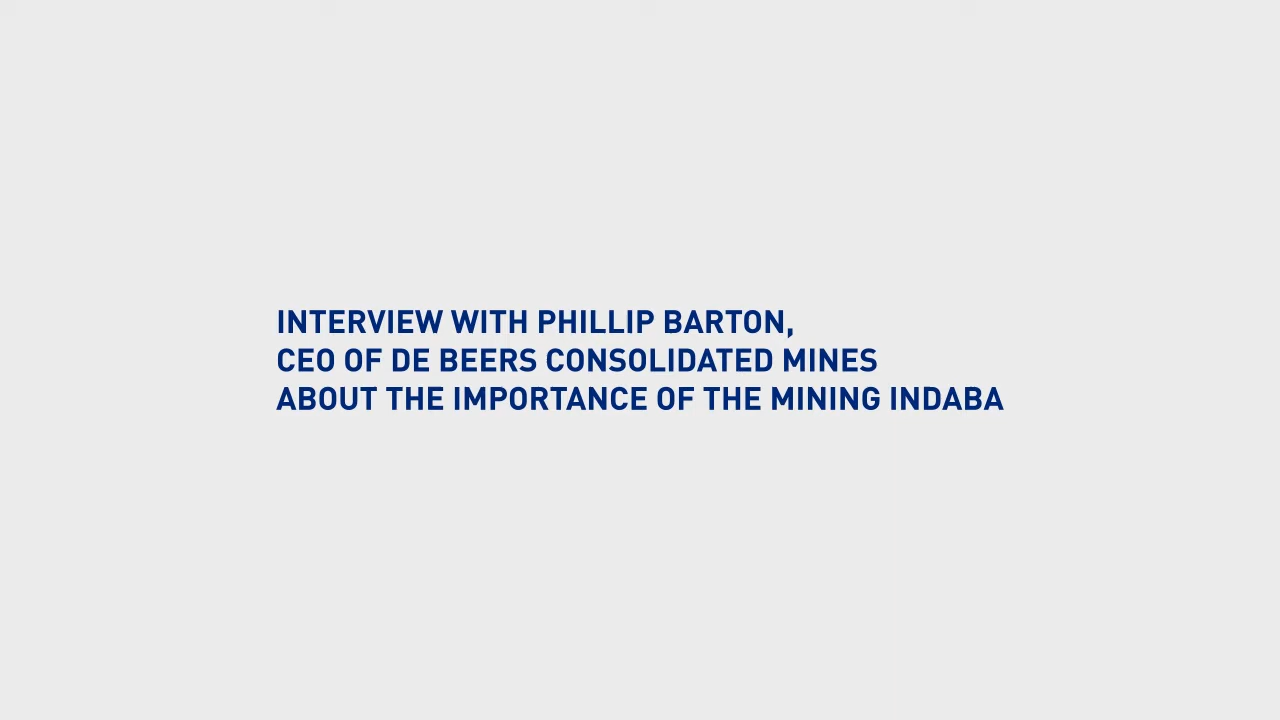 INTERVIEW WITH PHILLIP BARTON,
CEO OF DE BEERS CONSOLIDATED MINES
ABOUT THE IMPORTANCE OF THE MINING INDABA